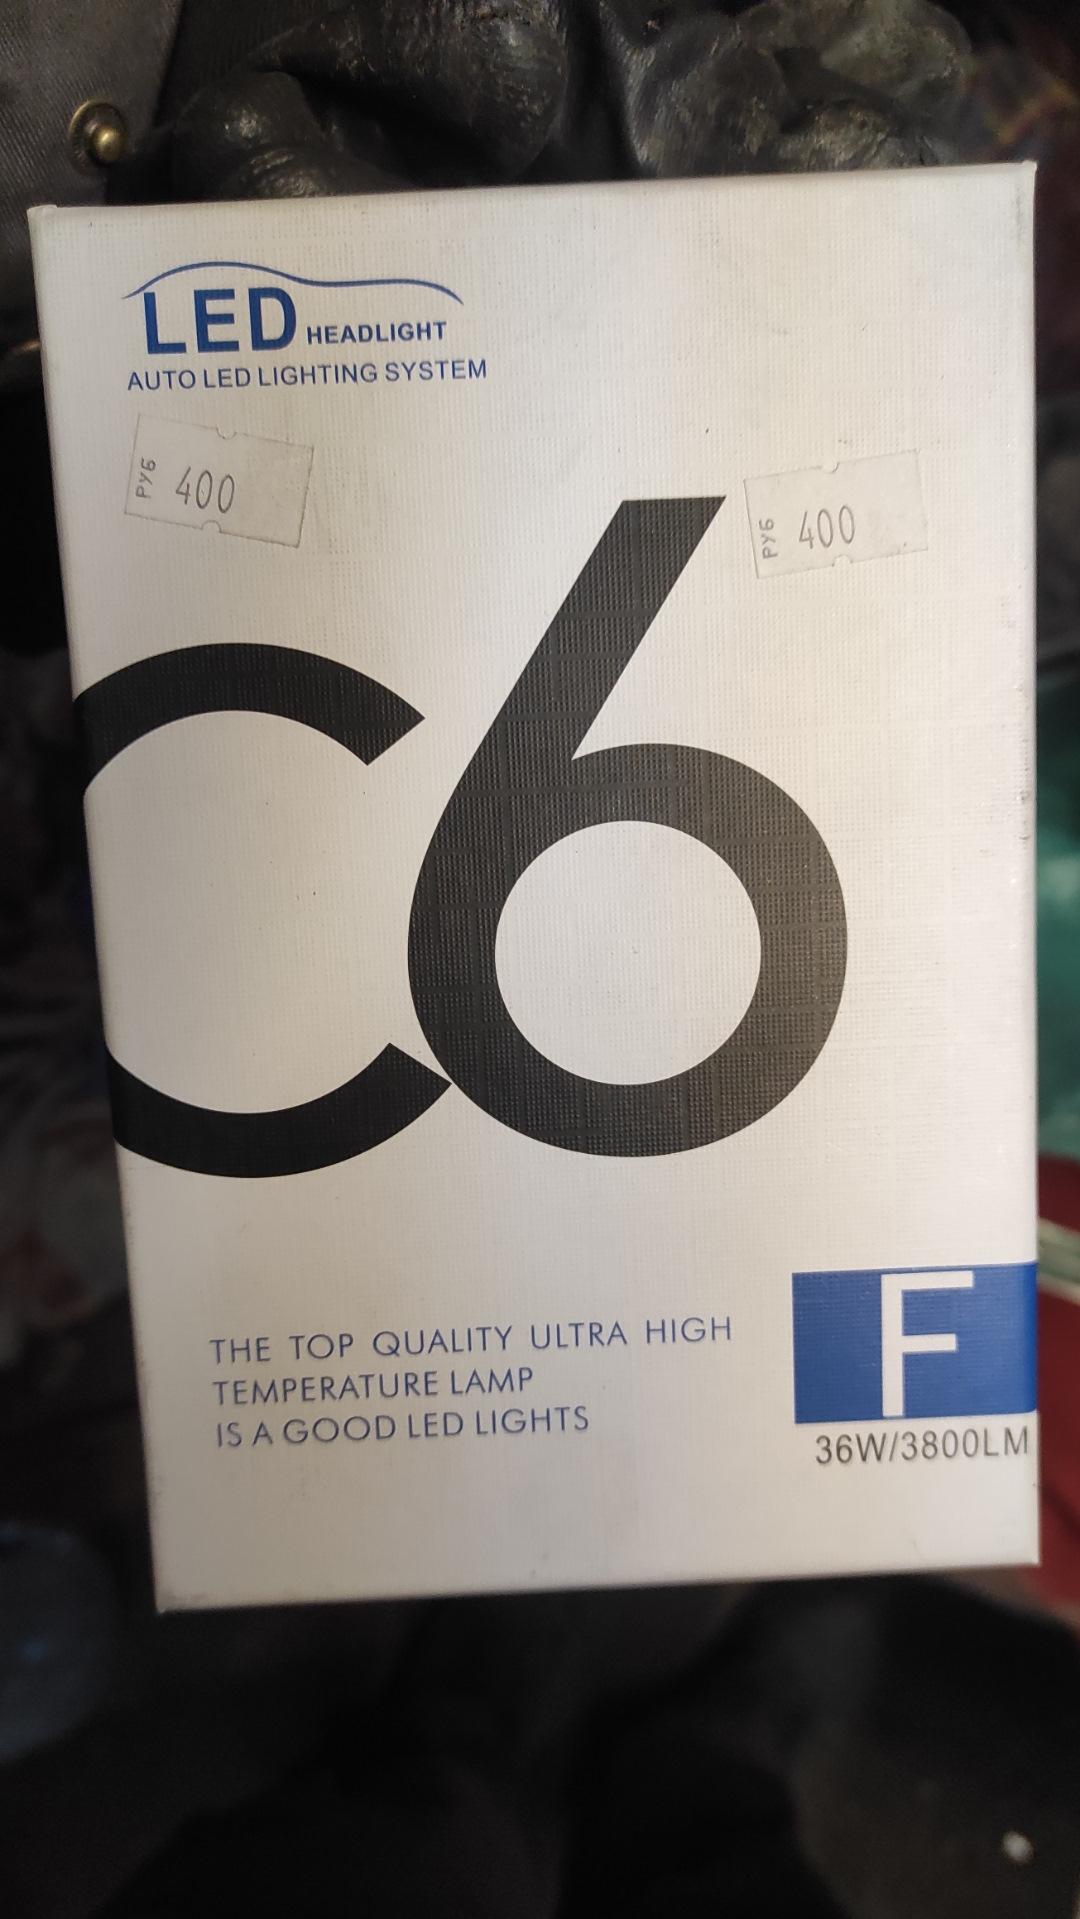 LED HEADLIGHT
AUTO LED LIGHTING SYSTEM
РУБ 400
РУБ 400
C6
F
36W/3800LM
THE TOP QUALITY ULTRA HIGH
TEMPERATURE LAMP
IS A GOOD LED LIGHTS